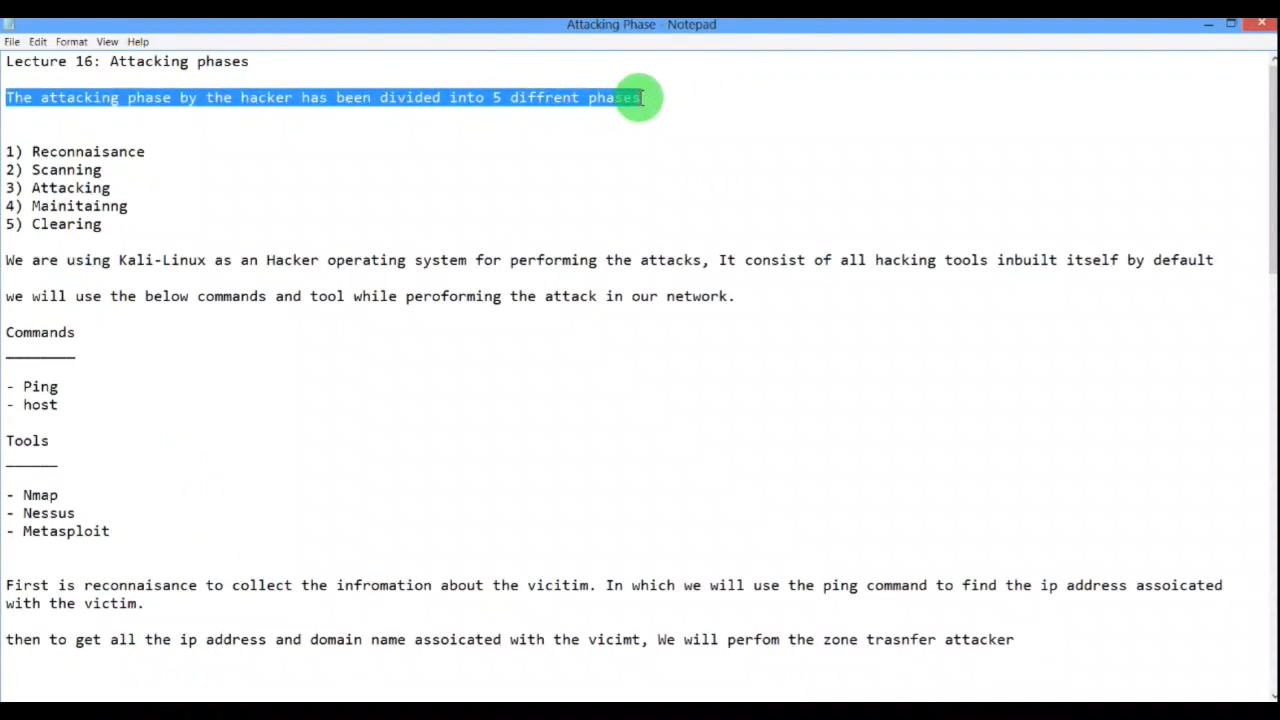 Attacking Phase - Notepad
File Edit Format View Help
Lecture 16: Attacking phases
The attacking phase by the hacker has been divided into 5 diffrent phases
1) Reconnaisance
2) Scanning
3) Attacking
4) Mainitainng
5) Clearing
We are using Kali-Linux as an Hacker operating system for performing the attacks, It consist of all hacking tools inbuilt itself by default
we will use the below commands and tool while peroforming the attack in our network.
Commands
________
- Ping
- host
Tools
______
- Nmap
- Nessus
- Metasploit
First is reconnaisance to collect the infromation about the vicitim. In which we will use the ping command to find the ip address assoicated
with the victim.
then to get all the ip address and domain name assoicated with the vicimt, We will perfom the zone trasnfer attacker